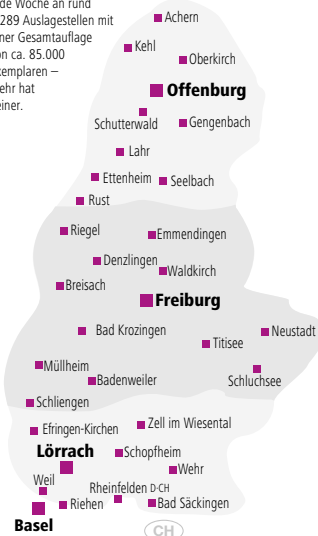 de Woche an rund
289 Auslagestellen mit
ner Gesamtauflage
on ca. 85.000
xemplaren –
ehr hat
einer.
Achern
Kehl
Oberkirch
Offenburg
Schutterwald
Gengenbach
Lahr
Ettenheim
Seelbach
Rust
Riegel
Emmendingen
Denzlingen
Waldkirch
Breisach
Freiburg
Bad Krozingen
Neustadt
Titisee
Müllheim
Badenweiler
Schluchsee
Schliengen
Efringen-Kirchen
Zell im Wiesental
Lörrach
Schopfheim
Wehr
Weil
Rheinfelden D-CH
Riehen
Bad Säckingen
Basel
CH